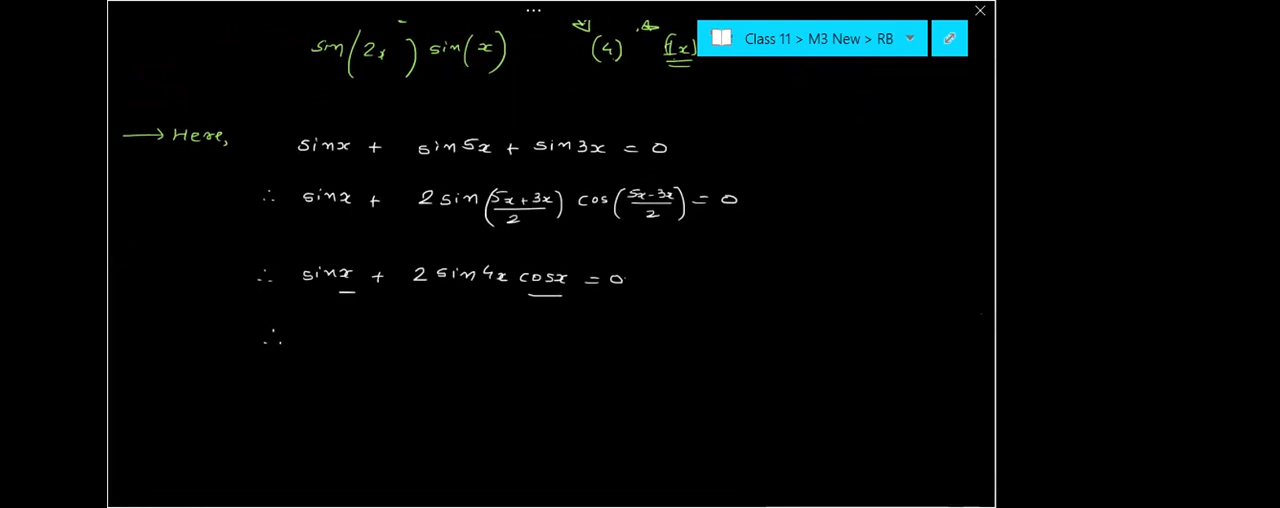 ...
sin(2x) sin(x) (4) (1x)
Class 11 > M3 New > RB
→ Here, sinx + sin5x + sin3x = 0
∴ sinx + 2 sin((5x+3x)/2) cos((5x-3x)/2) = 0
∴ sinx + 2 sin4x cosx = 0
∴